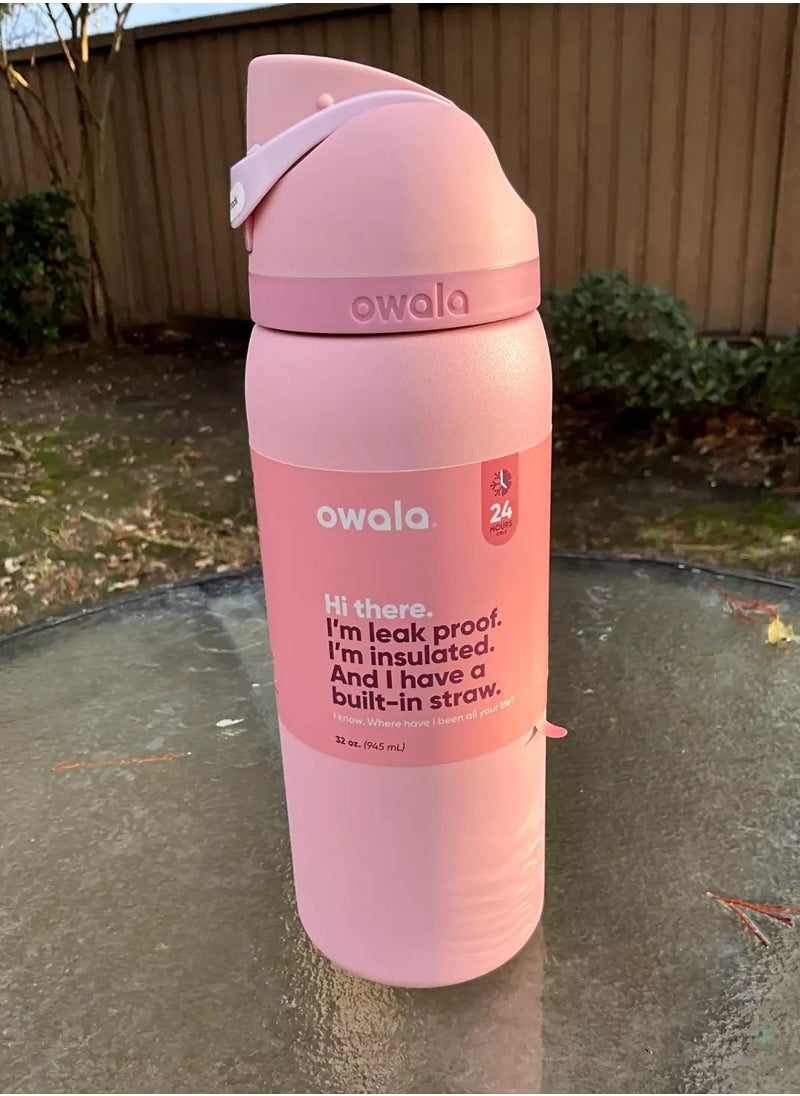 owala
owala
24
HOURS
COLD
Hi there.
I'm leak proof.
I'm insulated.
And I have a
built-in straw.
I know. Where have I been all your life?
32 oz. (945 mL)